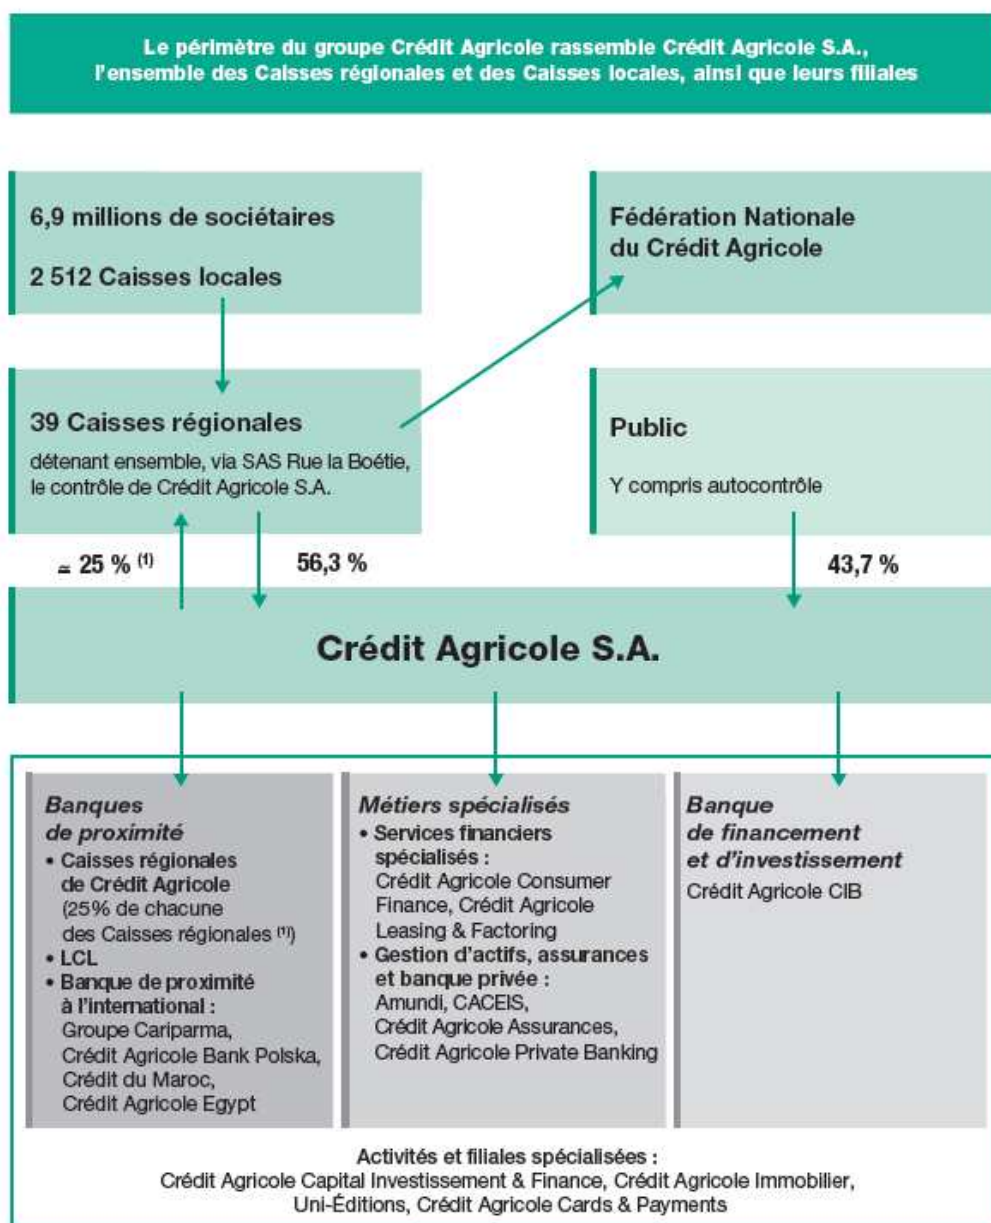 Le périmètre du groupe Crédit Agricole rassemble Crédit Agricole S.A.,
l'ensemble des Caisses régionales et des Caisses locales, ainsi que leurs filiales
6,9 millions de sociétaires
2 512 Caisses locales
Fédération Nationale
du Crédit Agricole
39 Caisses régionales
détenant ensemble, via SAS Rue la Boétie,
le contrôle de Crédit Agricole S.A.
Public
Y compris autocontrôle
≃ 25 % (1)
56,3 %
43,7 %
Crédit Agricole S.A.
Banques
de proximité
• Caisses régionales
de Crédit Agricole
(25% de chacune
des Caisses régionales (1))
• LCL
• Banque de proximité
à l'international :
Groupe Cariparma,
Crédit Agricole Bank Polska,
Crédit du Maroc,
Crédit Agricole Egypt
Métiers spécialisés
• Services financiers
spécialisés :
Crédit Agricole Consumer
Finance, Crédit Agricole
Leasing & Factoring
• Gestion d'actifs, assurances
et banque privée :
Amundi, CACEIS,
Crédit Agricole Assurances,
Crédit Agricole Private Banking
Banque
de financement
et d'investissement
Crédit Agricole CIB
Activités et filiales spécialisées :
Crédit Agricole Capital Investissement & Finance, Crédit Agricole Immobilier,
Uni-Éditions, Crédit Agricole Cards & Payments